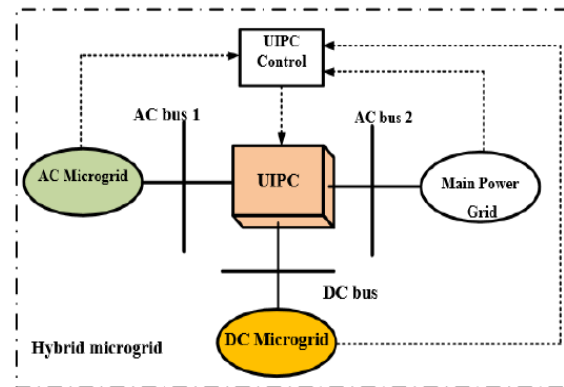 UIPC
Control
AC bus 1
AC bus 2
AC Microgrid
UIPC
Main Power
Grid
DC bus
Hybrid microgrid
DC Microgrid